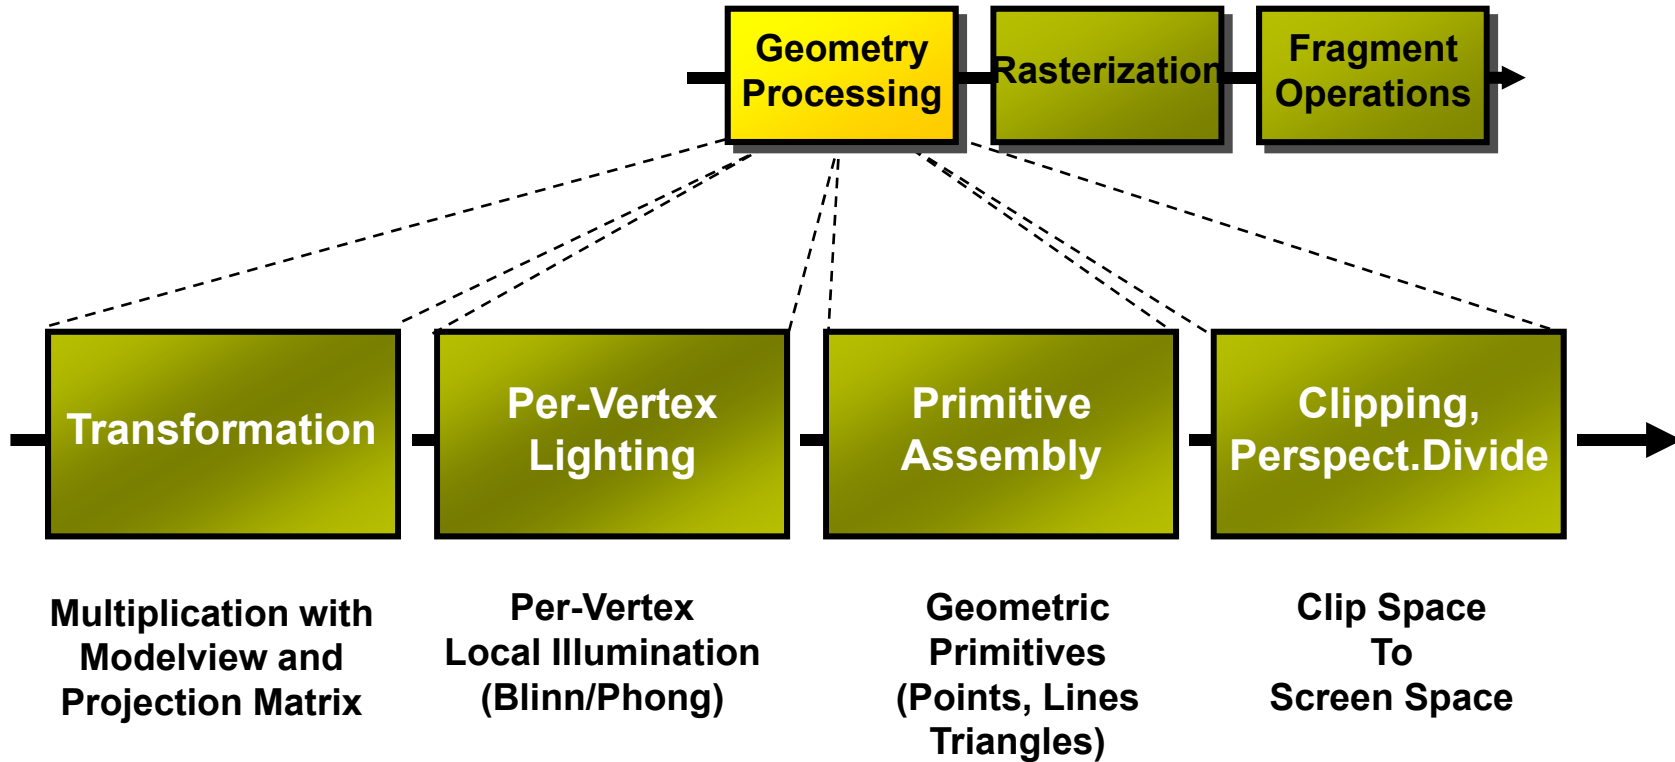 Geometry
Processing
Rasterization
Fragment
Operations
Transformation
Per-Vertex
Lighting
Primitive
Assembly
Clipping,
Perspect.Divide
Multiplication with
Modelview and
Projection Matrix
Per-Vertex
Local Illumination
(Blinn/Phong)
Geometric
Primitives
(Points, Lines
Triangles)
Clip Space
To
Screen Space